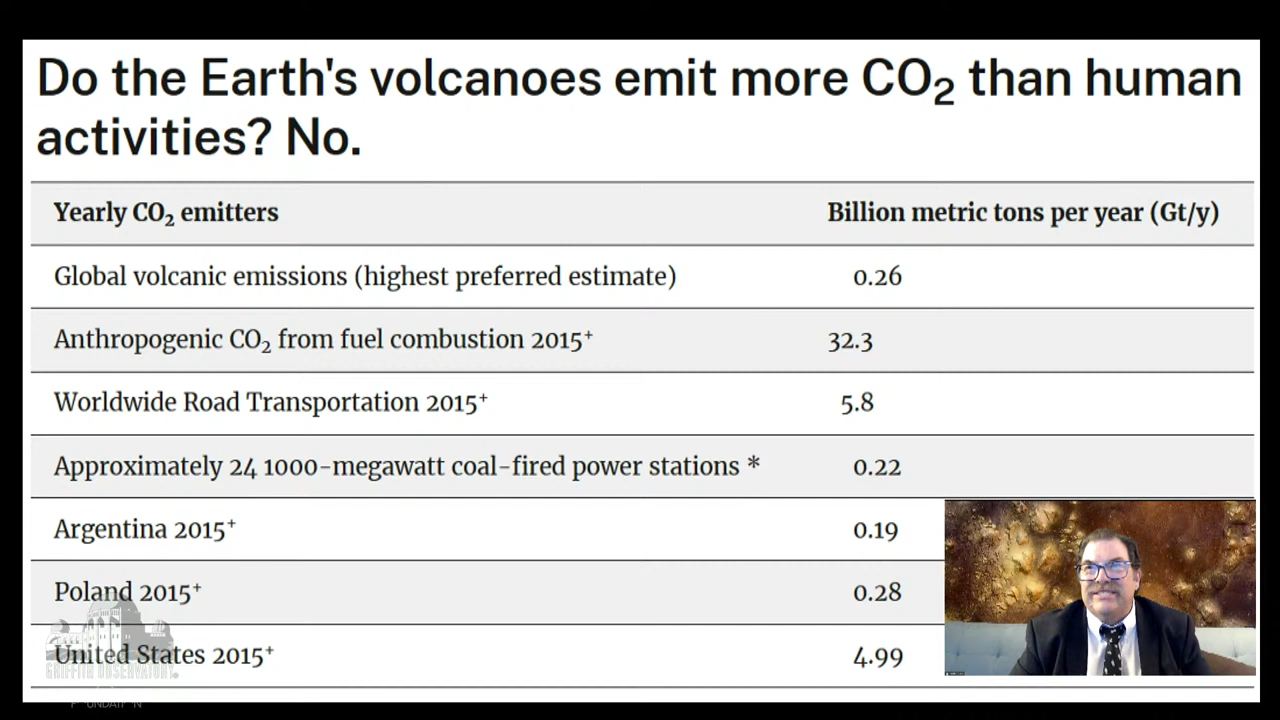 Do the Earth's volcanoes emit more CO₂ than human
activities? No.
Yearly CO₂ emitters Billion metric tons per year (Gt/y)
Global volcanic emissions (highest preferred estimate) 0.26
Anthropogenic CO₂ from fuel combustion 2015⁺ 32.3
Worldwide Road Transportation 2015⁺ 5.8
Approximately 24 1000-megawatt coal-fired power stations * 0.22
Argentina 2015⁺ 0.19
Poland 2015⁺ 0.28
United States 2015⁺ 4.99
GRIFFITH OBSERVATORY